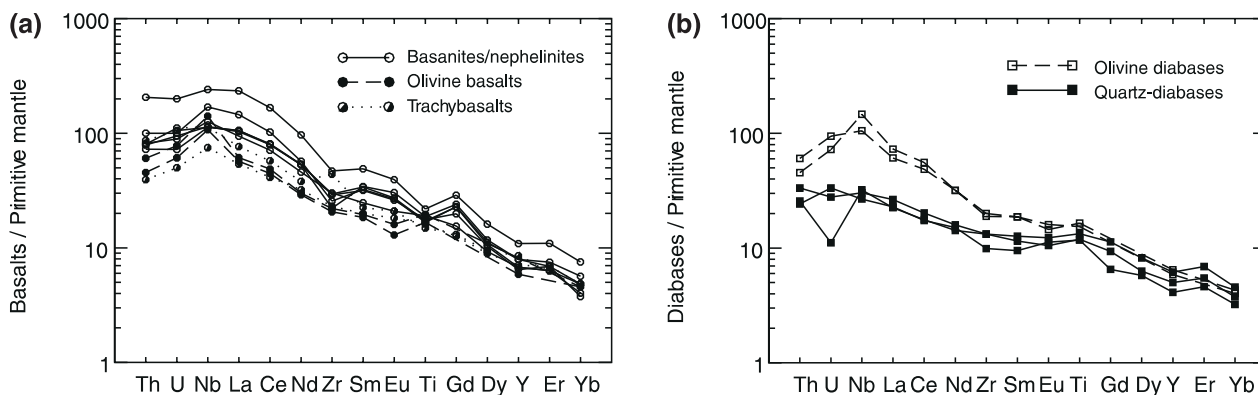 (a)
Basalts / Primitive mantle
1000
100
10
1
Basanites/nephelinites
Olivine basalts
Trachybasalts
Th U Nb La Ce Nd Zr Sm Eu Ti Gd Dy Y Er Yb
(b)
Diabases / Primitive mantle
1000
100
10
1
Olivine diabases
Quartz-diabases
Th U Nb La Ce Nd Zr Sm Eu Ti Gd Dy Y Er Yb